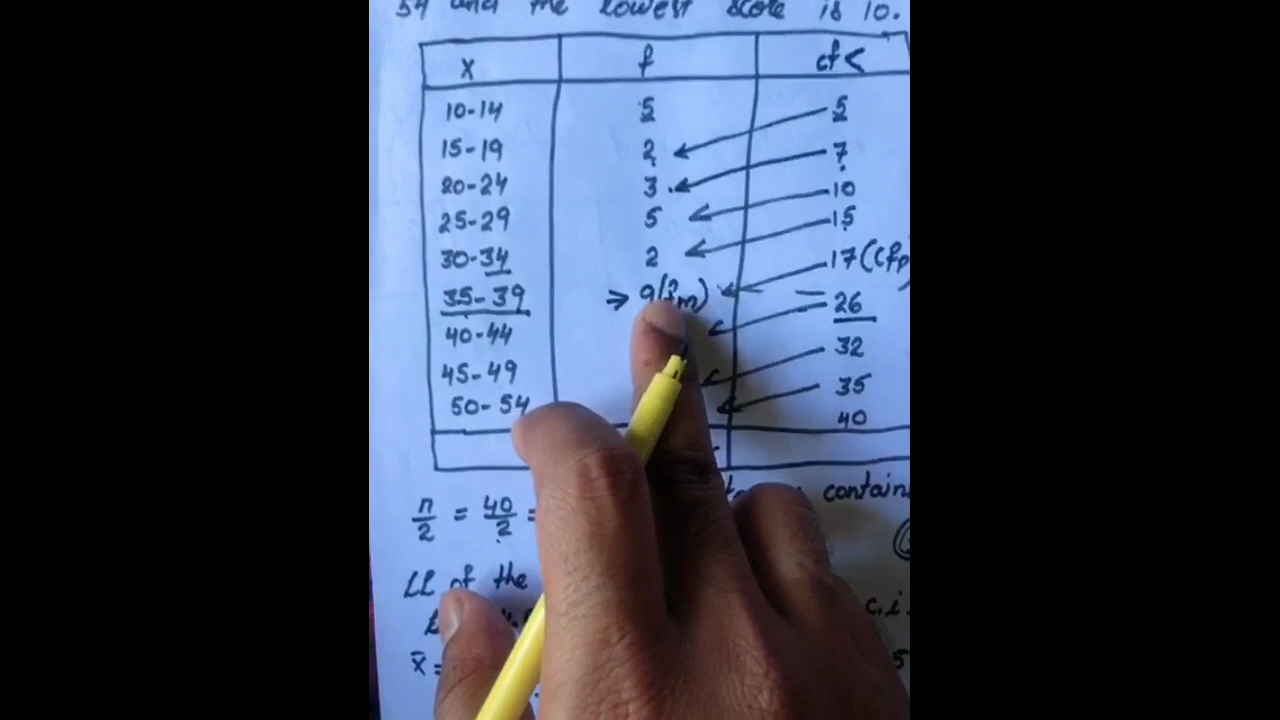 54 and the lowest score is 10.
x f cf<
10-14 5 5
15-19 2 7
20-24 3 10
25-29 5 15
30-34 2 17 (cfp
35-39 9(fm) 26
40-44 32
45-49 35
50-54 40
contain
n/2 = 40/2 =
LL of the
c.i.
x̄ = 5